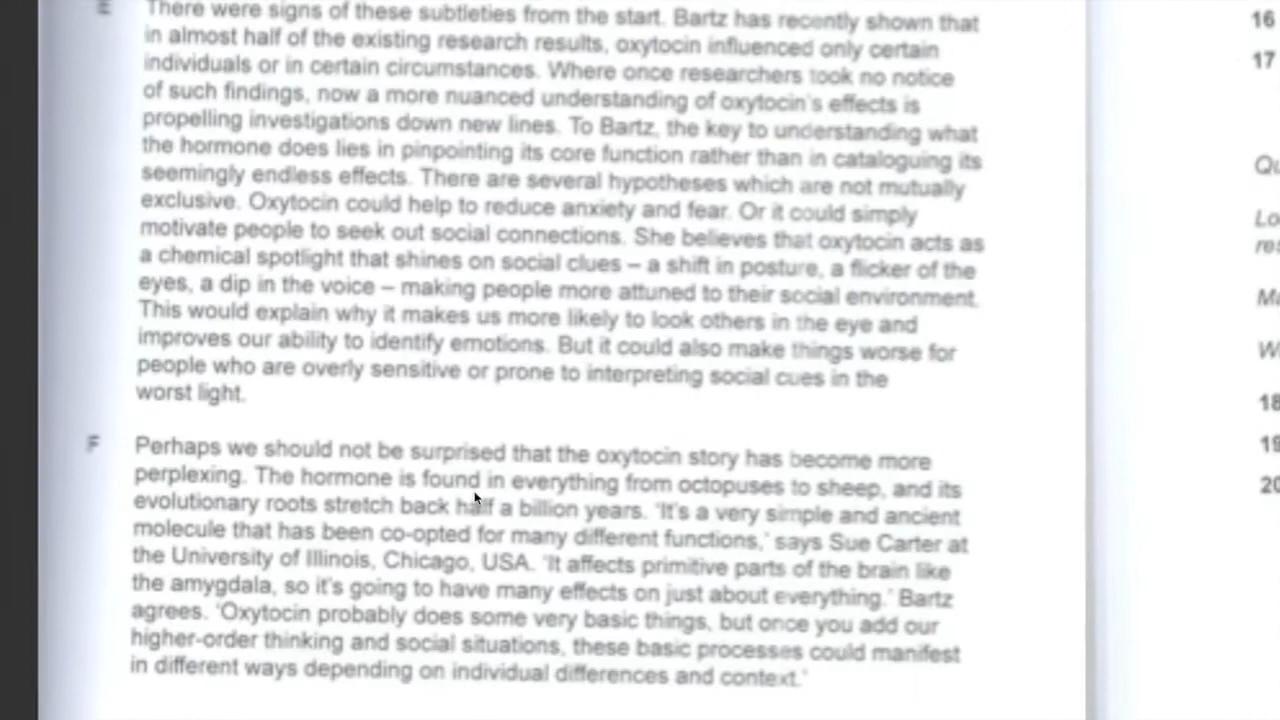 E There were signs of these subtleties from the start. Bartz has recently shown that
in almost half of the existing research results, oxytocin influenced only certain
individuals or in certain circumstances. Where once researchers took no notice
of such findings, now a more nuanced understanding of oxytocin's effects is
propelling investigations down new lines. To Bartz, the key to understanding what
the hormone does lies in pinpointing its core function rather than in cataloguing its
seemingly endless effects. There are several hypotheses which are not mutually
exclusive. Oxytocin could help to reduce anxiety and fear. Or it could simply
motivate people to seek out social connections. She believes that oxytocin acts as
a chemical spotlight that shines on social clues – a shift in posture, a flicker of the
eyes, a dip in the voice – making people more attuned to their social environment.
This would explain why it makes us more likely to look others in the eye and
improves our ability to identify emotions. But it could also make things worse for
people who are overly sensitive or prone to interpreting social cues in the
worst light.
F Perhaps we should not be surprised that the oxytocin story has become more
perplexing. The hormone is found in everything from octopuses to sheep, and its
evolutionary roots stretch back half a billion years. 'It's a very simple and ancient
molecule that has been co-opted for many different functions,' says Sue Carter at
the University of Illinois, Chicago, USA. 'It affects primitive parts of the brain like
the amygdala, so it's going to have many effects on just about everything.' Bartz
agrees. 'Oxytocin probably does some very basic things, but once you add our
higher-order thinking and social situations, these basic processes could manifest
in different ways depending on individual differences and context.'
16
17
18
19
20